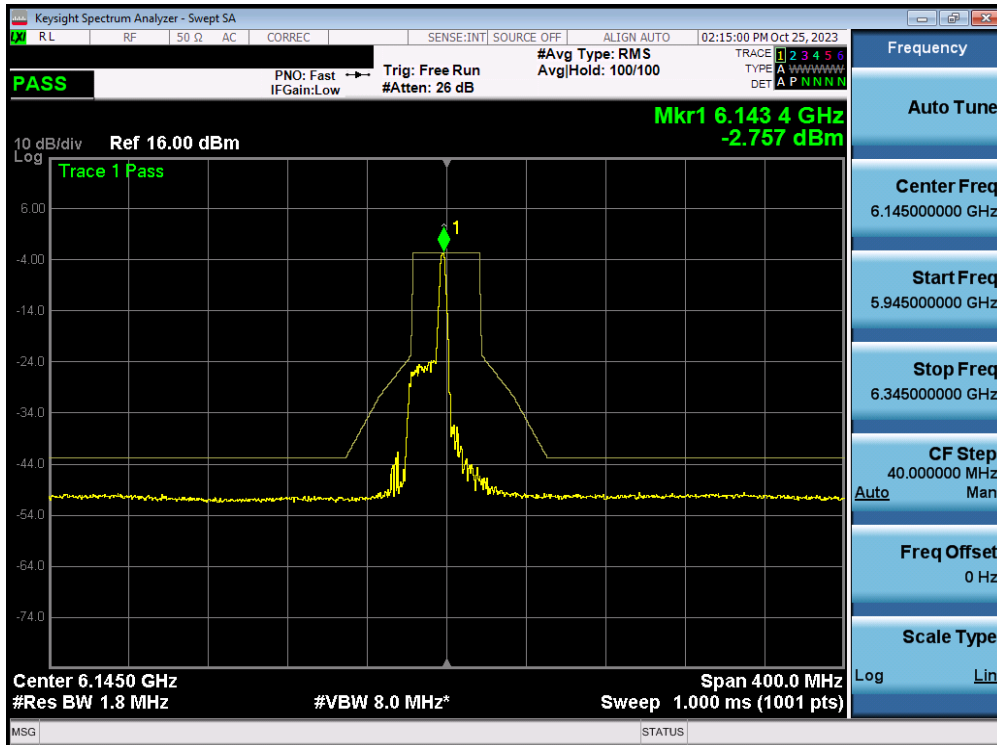 Keysight Spectrum Analyzer - Swept SA
LXI RL RF 50 Ω AC CORREC SENSE:INT SOURCE OFF ALIGN AUTO 02:15:00 PM Oct 25, 2023
PASS
PNO: Fast
IFGain:Low
Trig: Free Run
#Atten: 26 dB
#Avg Type: RMS
Avg|Hold: 100/100
TRACE 1 2 3 4 5 6
TYPE A WWWWW
DET A P N N N N
Mkr1 6.143 4 GHz
-2.757 dBm
10 dB/div Ref 16.00 dBm
Log
Trace 1 Pass
1
6.00
-4.00
-14.0
-24.0
-34.0
-44.0
-54.0
-64.0
-74.0
Center 6.1450 GHz
Span 400.0 MHz
#Res BW 1.8 MHz
#VBW 8.0 MHz*
Sweep 1.000 ms (1001 pts)
MSG
STATUS
Frequency
Auto Tune
Center Freq
6.145000000 GHz
Start Freq
5.945000000 GHz
Stop Freq
6.345000000 GHz
CF Step
40.000000 MHz
Auto Man
Freq Offset
0 Hz
Scale Type
Log Lin